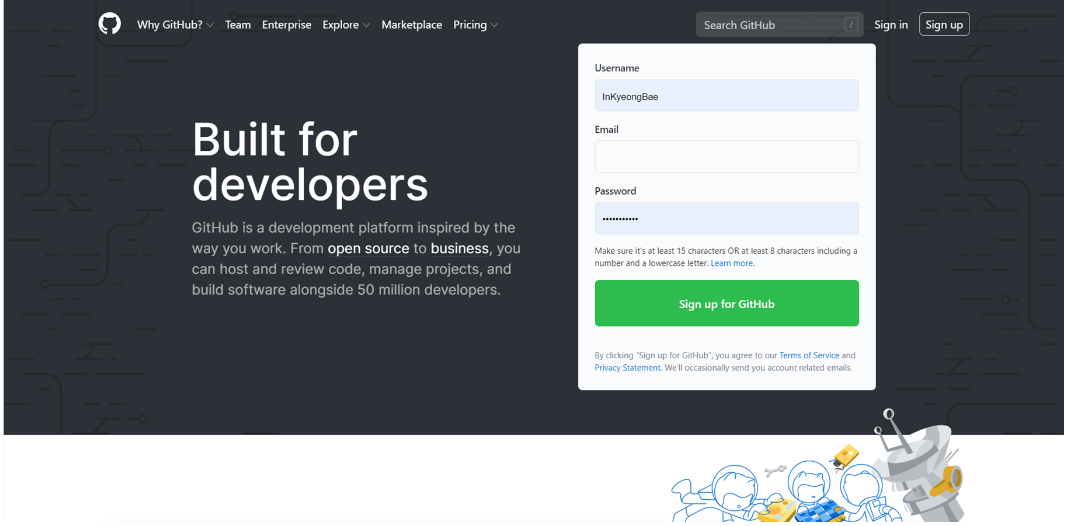 Why GitHub? Team Enterprise Explore Marketplace Pricing
Search GitHub /
Sign in Sign up
Built for
developers
GitHub is a development platform inspired by the
way you work. From open source to business, you
can host and review code, manage projects, and
build software alongside 50 million developers.
Username
InKyeongBae
Email
Password
•••••••••••
Make sure it's at least 15 characters OR at least 8 characters including a
number and a lowercase letter. Learn more.
Sign up for GitHub
By clicking "Sign up for GitHub", you agree to our Terms of Service and
Privacy Statement. We'll occasionally send you account related emails.